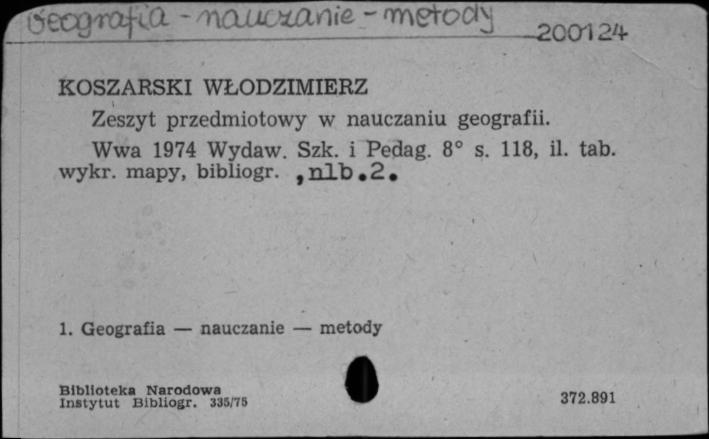 Geografia - nauczanie - metody
200124
KOSZARSKI WŁODZIMIERZ
Zeszyt przedmiotowy w nauczaniu geografii.
Wwa 1974 Wydaw. Szk. i Pedag. 8° s. 118, il. tab.
wykr. mapy, bibliogr. ,nlb.2.
1. Geografia — nauczanie — metody
Biblioteka Narodowa
Instytut Bibliogr. 335/75
372.891